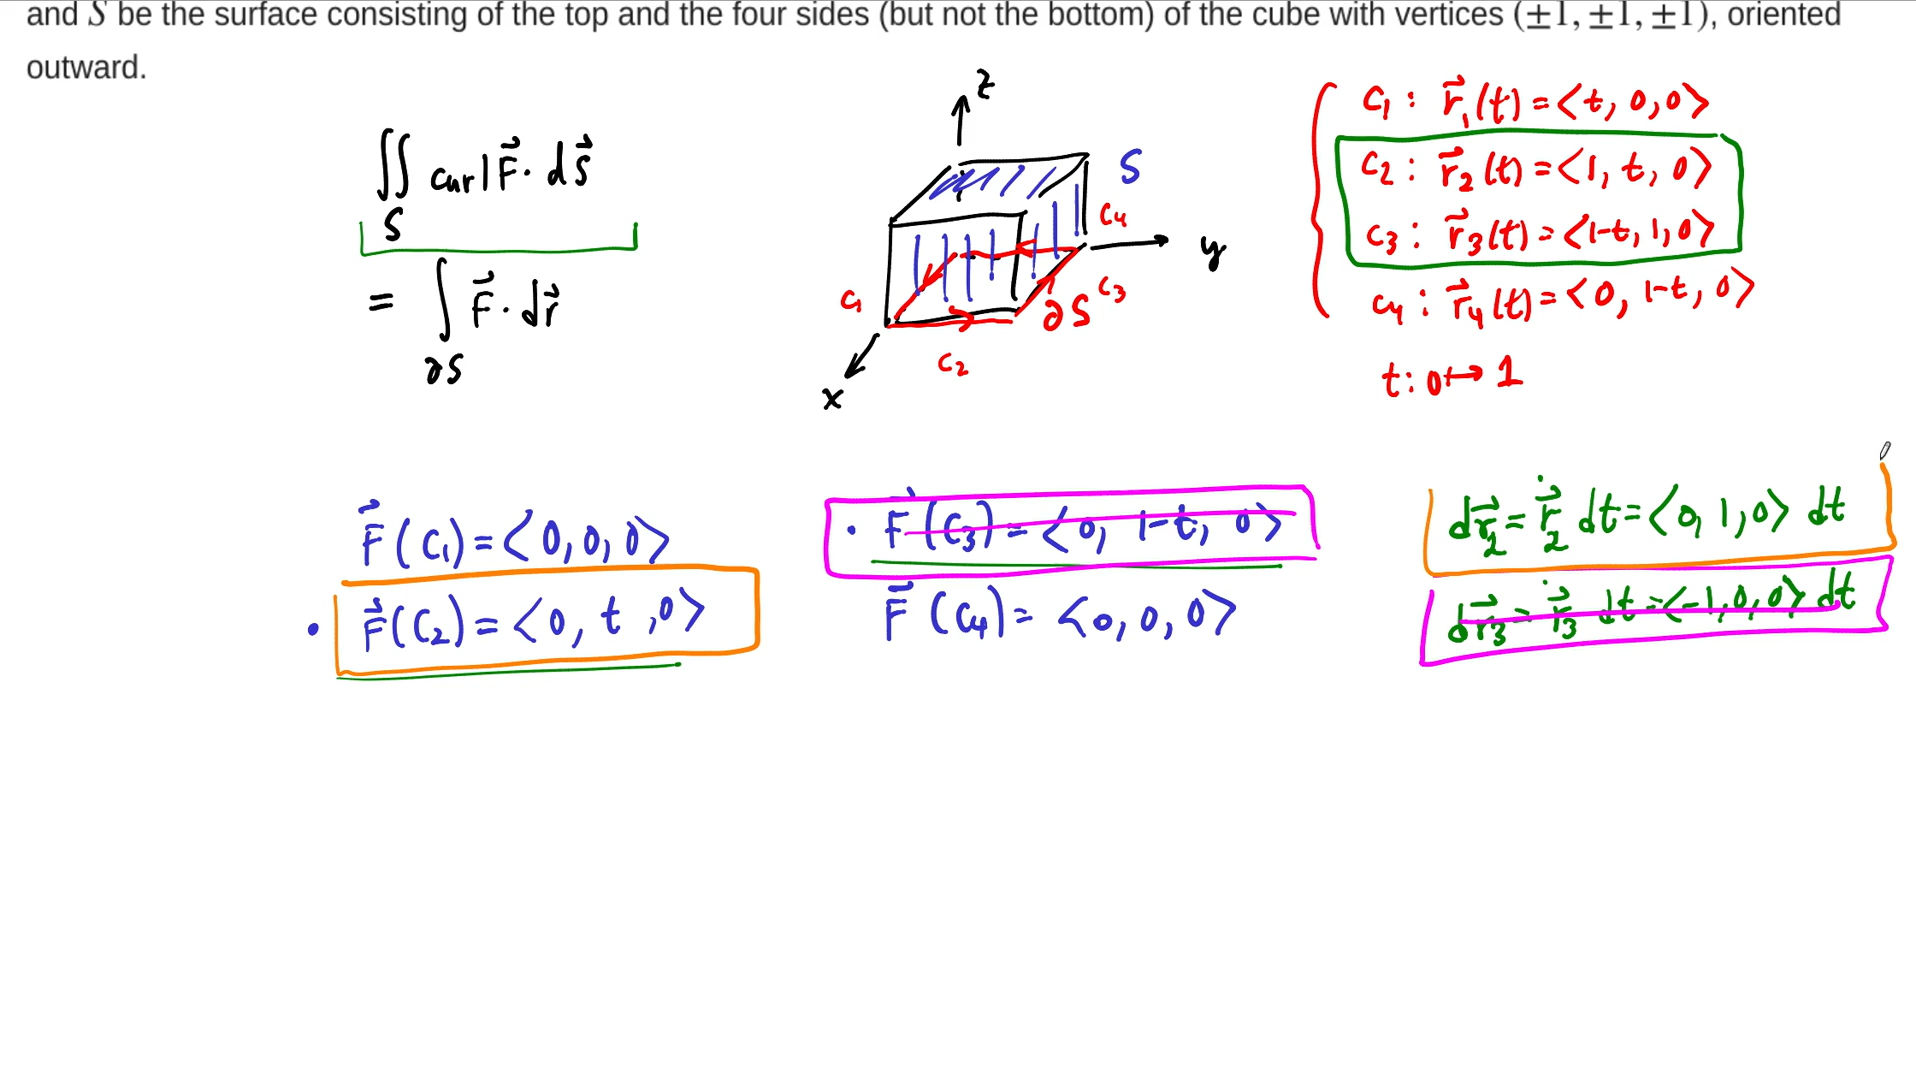 and S be the surface consisting of the top and the four sides (but not the bottom) of the cube with vertices (±1, ±1, ±1), oriented
outward.
∬_S curl F⃗ · dS⃗
= ∫_∂S F⃗ · dr⃗
z
S
C4
y
C1
∂S
C3
C2
x
C1 : r⃗1(t) = <t, 0, 0>
C2 : r⃗2(t) = <1, t, 0>
C3 : r⃗3(t) = <1-t, 1, 0>
C4 : r⃗4(t) = <0, 1-t, 0>
t: 0 ↦ 1
F⃗(C1) = <0, 0, 0>
• F⃗(C2) = <0, t, 0>
• F⃗(C3) = <0, 1-t, 0>
F⃗(C4) = <0, 0, 0>
dr⃗2 = ṙ⃗2 dt = <0, 1, 0> dt
dr⃗3 = ṙ⃗3 dt = <-1, 0, 0> dt